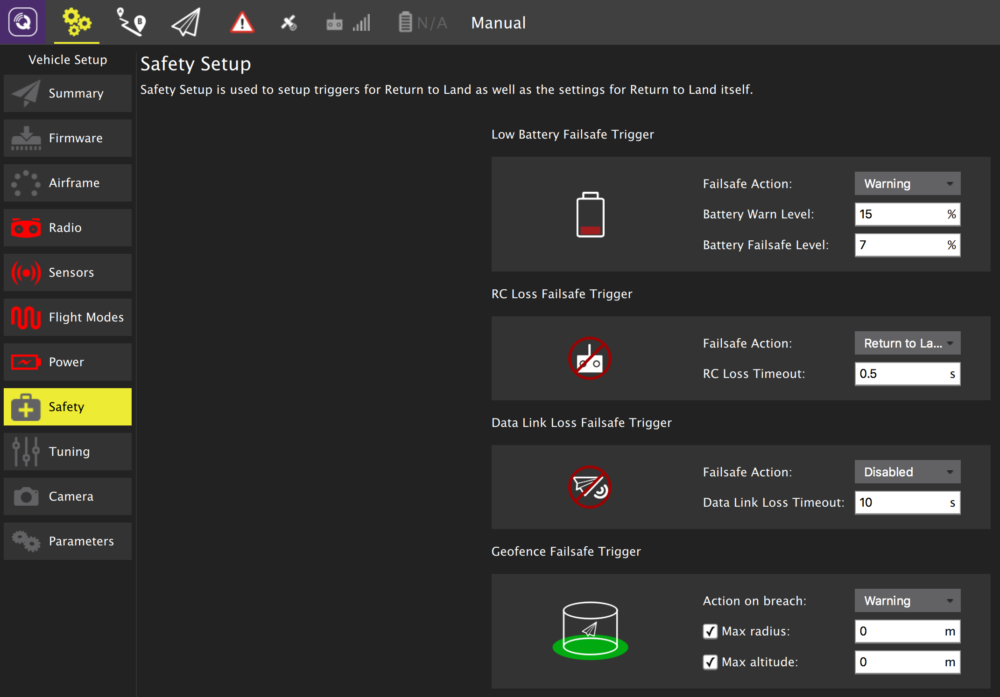 N/A
Manual
Vehicle Setup
Summary
Firmware
Airframe
Radio
Sensors
Flight Modes
Power
Safety
Tuning
Camera
Parameters
Safety Setup
Safety Setup is used to setup triggers for Return to Land as well as the settings for Return to Land itself.
Low Battery Failsafe Trigger
Failsafe Action: Warning
Battery Warn Level: 15 %
Battery Failsafe Level: 7 %
RC Loss Failsafe Trigger
Failsafe Action: Return to La...
RC Loss Timeout: 0.5 s
Data Link Loss Failsafe Trigger
Failsafe Action: Disabled
Data Link Loss Timeout: 10 s
Geofence Failsafe Trigger
Action on breach: Warning
Max radius: 0 m
Max altitude: 0 m